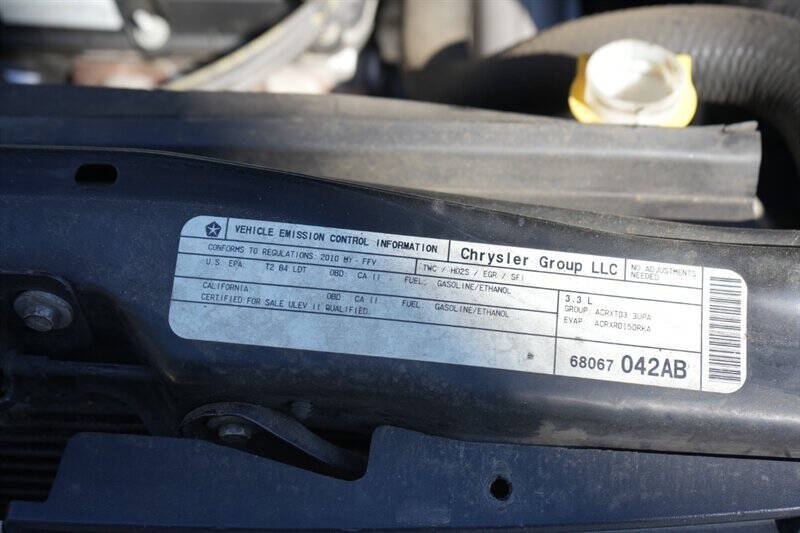 VEHICLE EMISSION CONTROL INFORMATION
Chrysler Group LLC
NO ADJUSTMENTS
NEEDED
CONFORMS TO REGULATIONS: 2010 MY - FFV
TWC / HO2S / EGR / SFI
U.S. EPA: T2 B4 LDT OBD: CA II FUEL: GASOLINE/ETHANOL
CALIFORNIA: OBD: CA II FUEL: GASOLINE/ETHANOL
CERTIFIED FOR SALE ULEV II QUALIFIED.
3.3 L
GROUP: ACRXT03.3UPA
EVAP: ACRXR0150RKA
68067 042AB